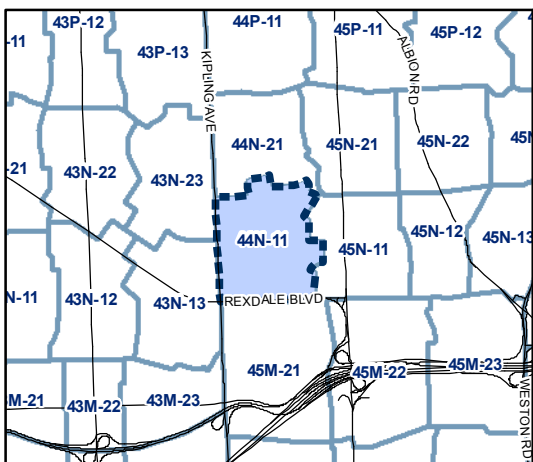 43P-12
44P-11
45P-11
45P-12
-11
43P-13
KIPLING AVE
ALBION RD
44N-21
45N-21
45N-22
45N
-21
43N-22
43N-23
44N-11
45N-11
45N-12
45N-13
N-11
43N-12
43N-13
REXDALE BLVD
45M-21
45M-22
45M-23
M-21
43M-22
43M-23
WESTON RD